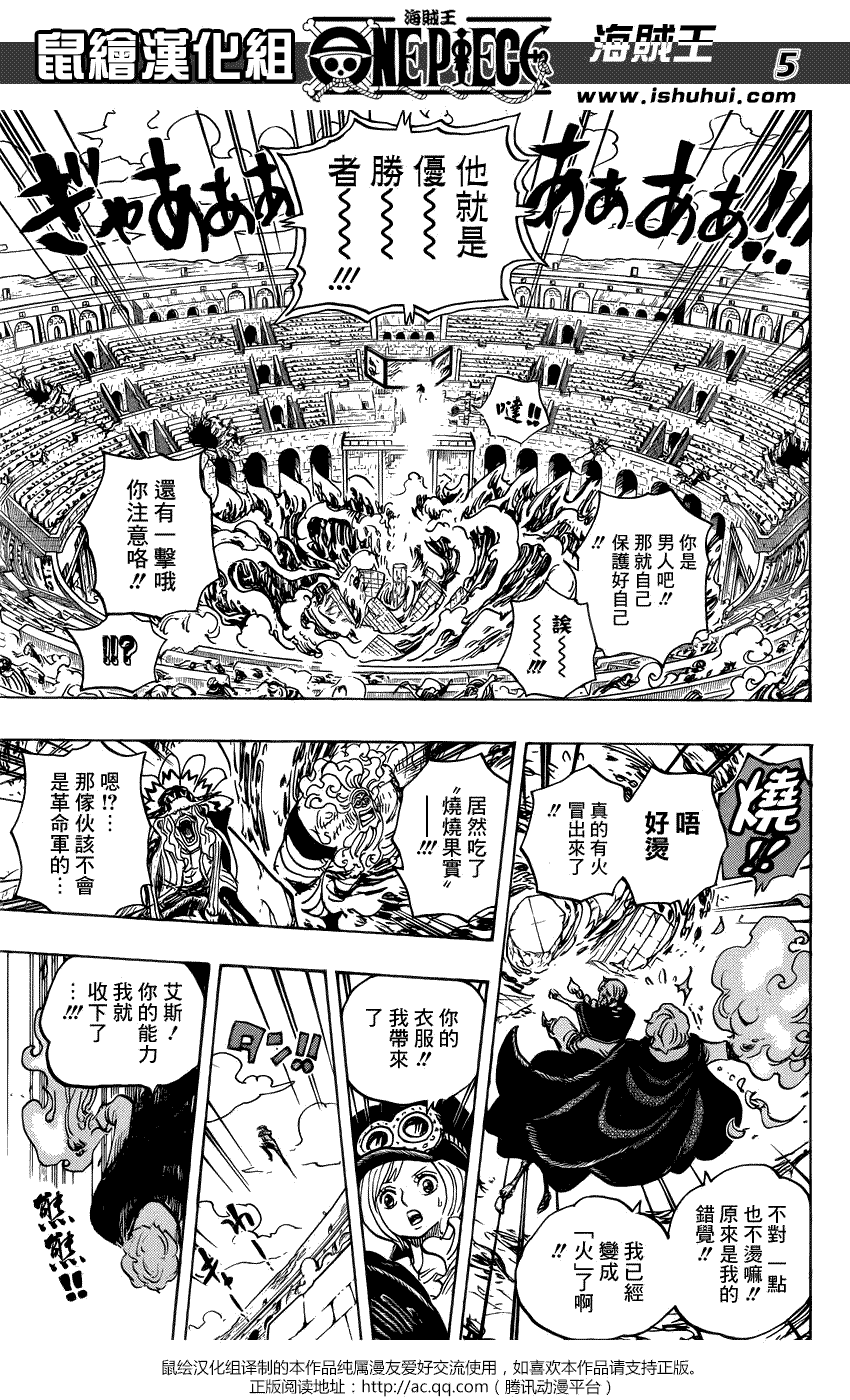 鼠繪漢化組
海賊王
ONE PIECE
海賊王
5
www.ishuhui.com
ぎゃあぁぁぁ
ああああ!!!
他就是
優～～
勝～～
者～～
～!!!
噠!!
你是
男人吧!!
那就自己
保護好自己
!!
誒～～
～～!!!
還有一擊哦
你注意咯!!
!!?
燒!!
唔
好燙
真的有火
冒出來了
!!
居然吃了
“燒燒果實”
——!!!
嗯!?…
那傢伙該不會
是革命軍的…
不對 一點
也不燙嘛!!
原來是我的
錯覺!!
我已經
變成
「火」了啊
你的
衣服!!
我帶來
了
タン!!
艾斯!
你的能力
我就
收下了
…!!!
熊熊!!
鼠绘汉化组译制的本作品纯属漫友爱好交流使用，如喜欢本作品请支持正版。
正版阅读地址：http://ac.qq.com（腾讯动漫平台）